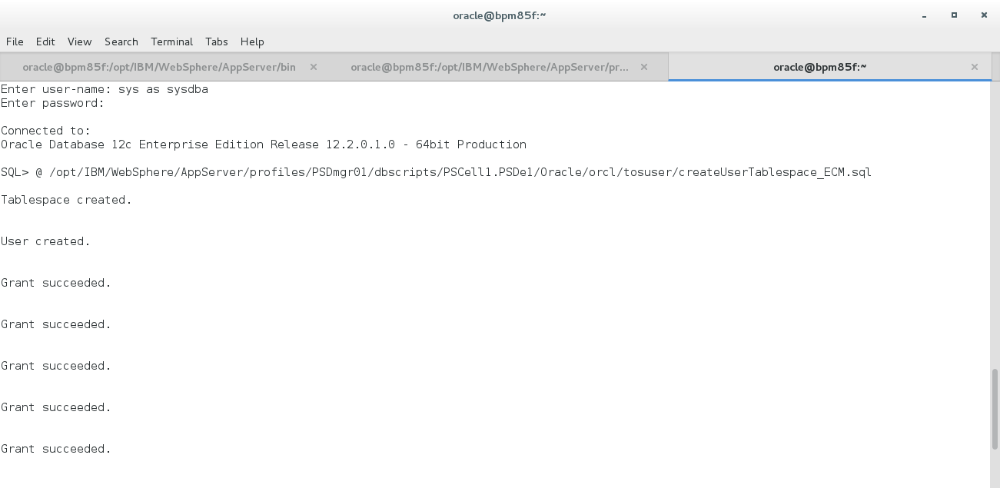 oracle@bpm85f:~
File Edit View Search Terminal Tabs Help
oracle@bpm85f:/opt/IBM/WebSphere/AppServer/bin × oracle@bpm85f:/opt/IBM/WebSphere/AppServer/pr... × oracle@bpm85f:~ ×
Enter user-name: sys as sysdba
Enter password:
Connected to:
Oracle Database 12c Enterprise Edition Release 12.2.0.1.0 - 64bit Production
SQL> @ /opt/IBM/WebSphere/AppServer/profiles/PSDmgr01/dbscripts/PSCell1.PSDe1/Oracle/orcl/tosuser/createUserTablespace_ECM.sql
Tablespace created.
User created.
Grant succeeded.
Grant succeeded.
Grant succeeded.
Grant succeeded.
Grant succeeded.